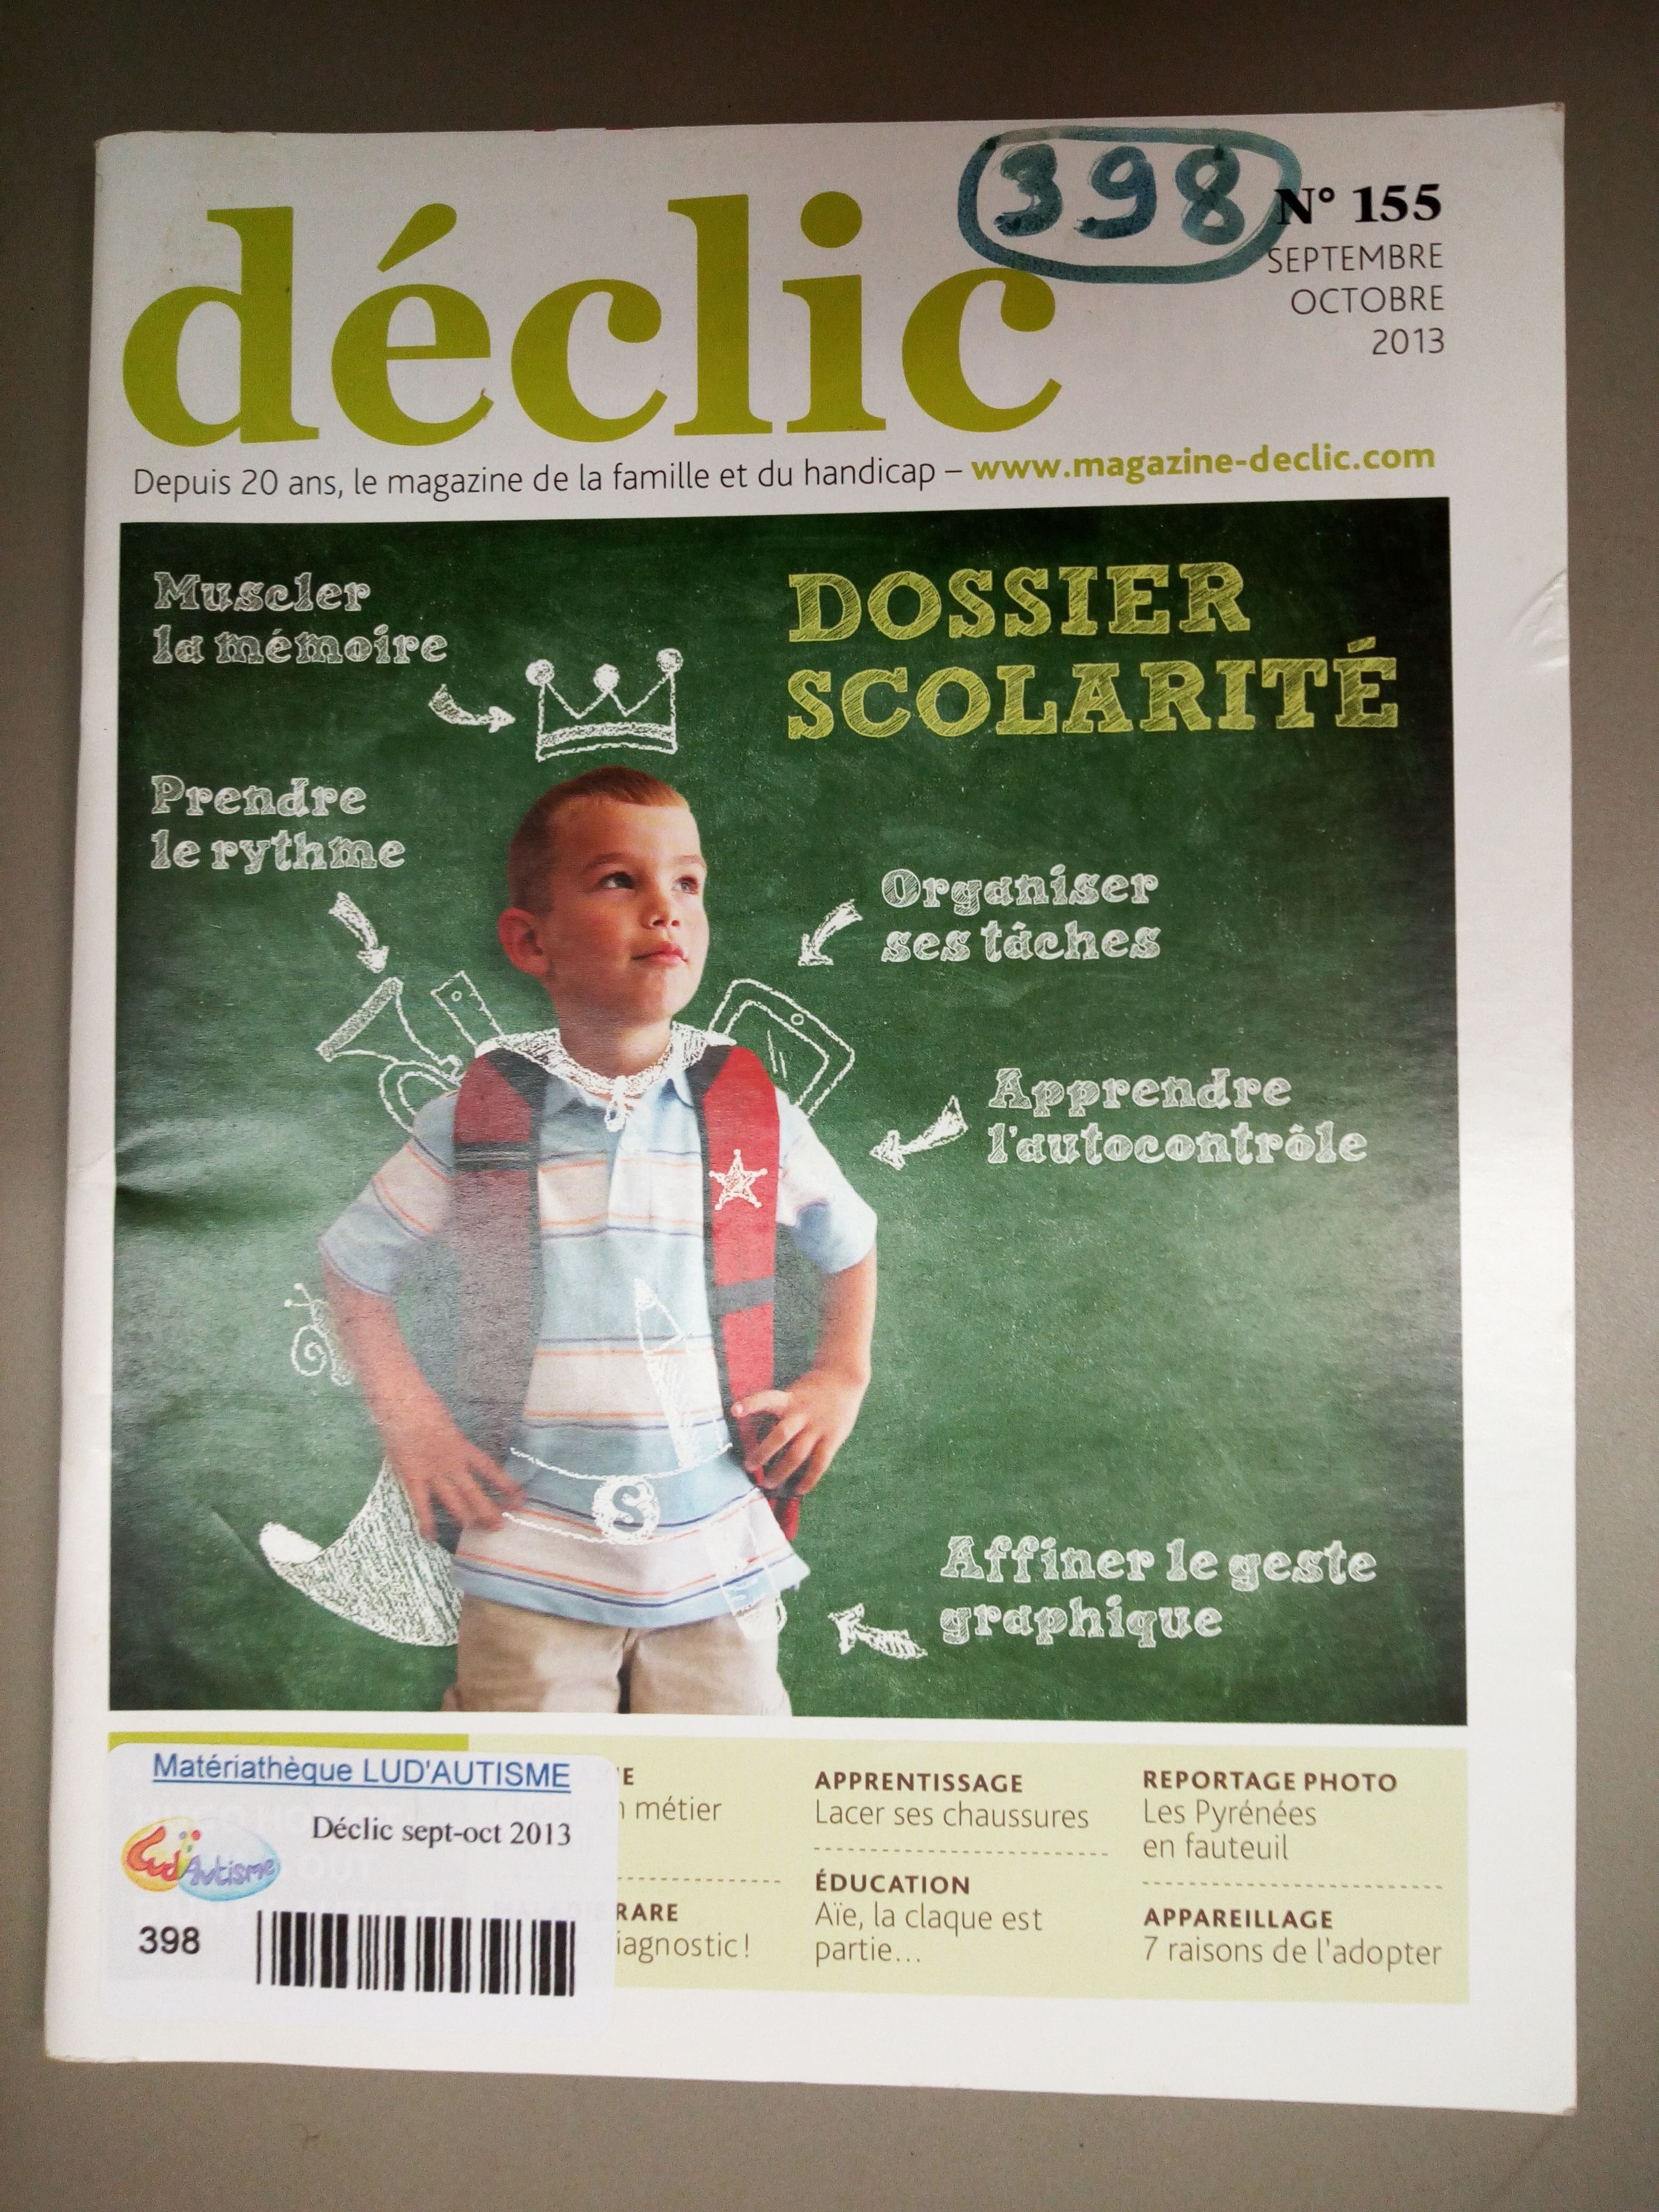 398
N° 155
SEPTEMBRE
OCTOBRE
2013
déclic
Depuis 20 ans, le magazine de la famille et du handicap – www.magazine-declic.com
DOSSIER
SCOLARITÉ
Muscler
la mémoire
Prendre
le rythme
Organiser
ses tâches
Apprendre
l'autocontrôle
S
Affiner le geste
graphique
Matériathèque LUD'AUTISME
Déclic sept-oct 2013
Lud'Autisme
398
métier
RARE
APPRENTISSAGE
Lacer ses chaussures
ÉDUCATION
Aïe, la claque est
partie...
REPORTAGE PHOTO
Les Pyrénées
en fauteuil
APPAREILLAGE
7 raisons de l'adopter